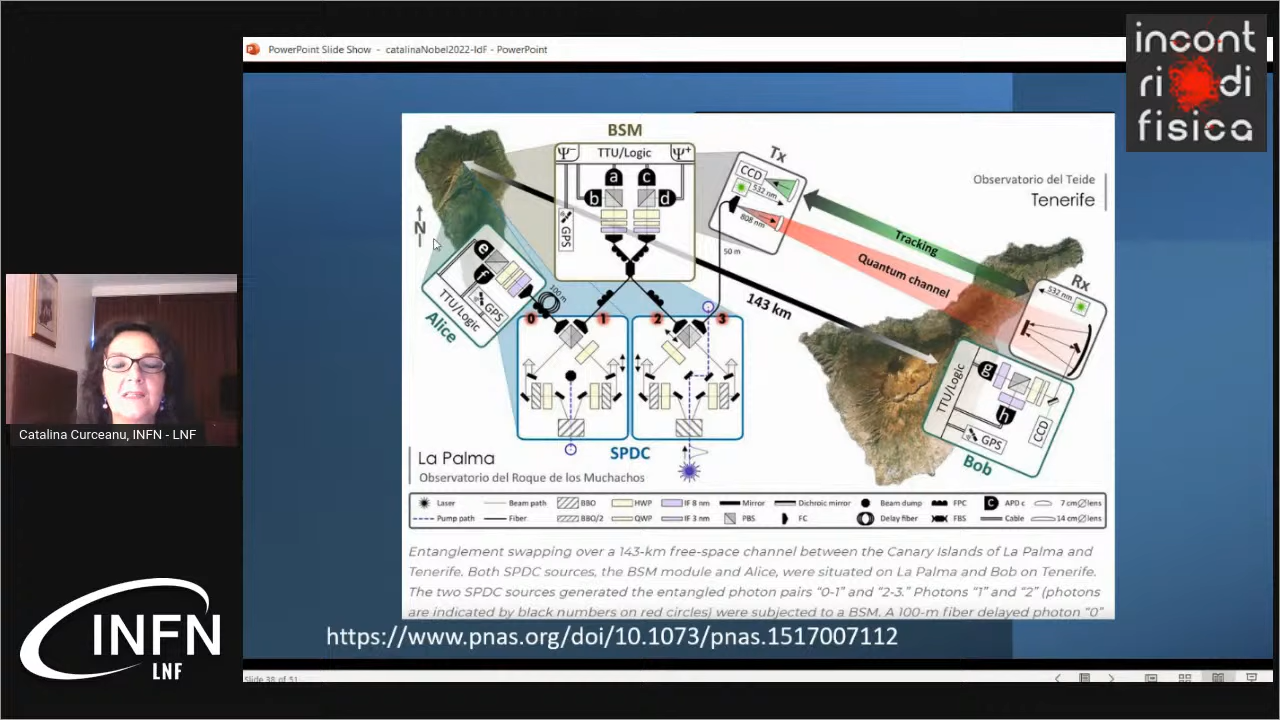 PowerPoint Slide Show - catalinaNobel2022-IdF - PowerPoint
incont
ri di
fisica
BSM
Ψ⁻ TTU/Logic Ψ⁺
a c
b d
GPS
Tx
CCD
532 nm
808 nm
50 m
Observatorio del Teide
Tenerife
N
Tracking
Quantum channel
Rx
532 nm
143 km
e
f
GPS
TTU/Logic
Alice
100 m
0 1 2 3
TTU/Logic
g
h
GPS
CCD
Bob
SPDC
La Palma
Observatorio del Roque de los Muchachos
Laser Beam path BBO HWP IF 8 nm Mirror Dichroic mirror Beam dump FPC C APD c 7 cm∅lens
Pump path Fiber BBO/2 QWP IF 3 nm PBS FC Delay fiber FBS Cable 14 cm∅lens
Entanglement swapping over a 143-km free-space channel between the Canary Islands of La Palma and
Tenerife. Both SPDC sources, the BSM module and Alice, were situated on La Palma and Bob on Tenerife.
The two SPDC sources generated the entangled photon pairs “0-1” and “2-3.” Photons “1” and “2” (photons
are indicated by black numbers on red circles) were subjected to a BSM. A 100-m fiber delayed photon “0”
https://www.pnas.org/doi/10.1073/pnas.1517007112
Catalina Curceanu, INFN - LNF
INFN
LNF
Slide 38 of 51